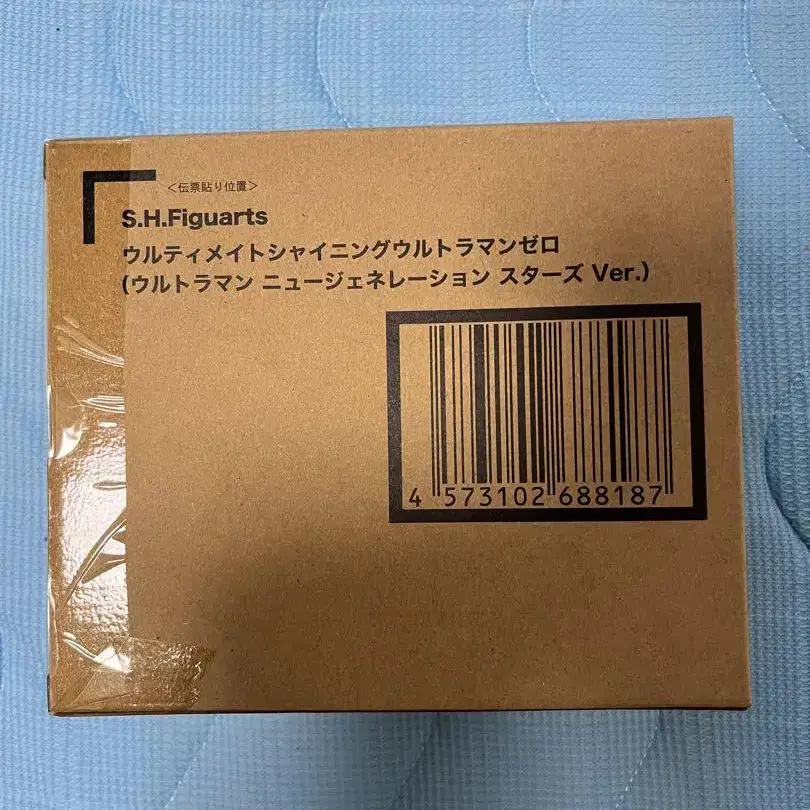 ＜伝票貼り位置＞
S.H.Figuarts
ウルティメイトシャイニングウルトラマンゼロ
(ウルトラマン ニュージェネレーション スターズ Ver.)
4 573102 688187